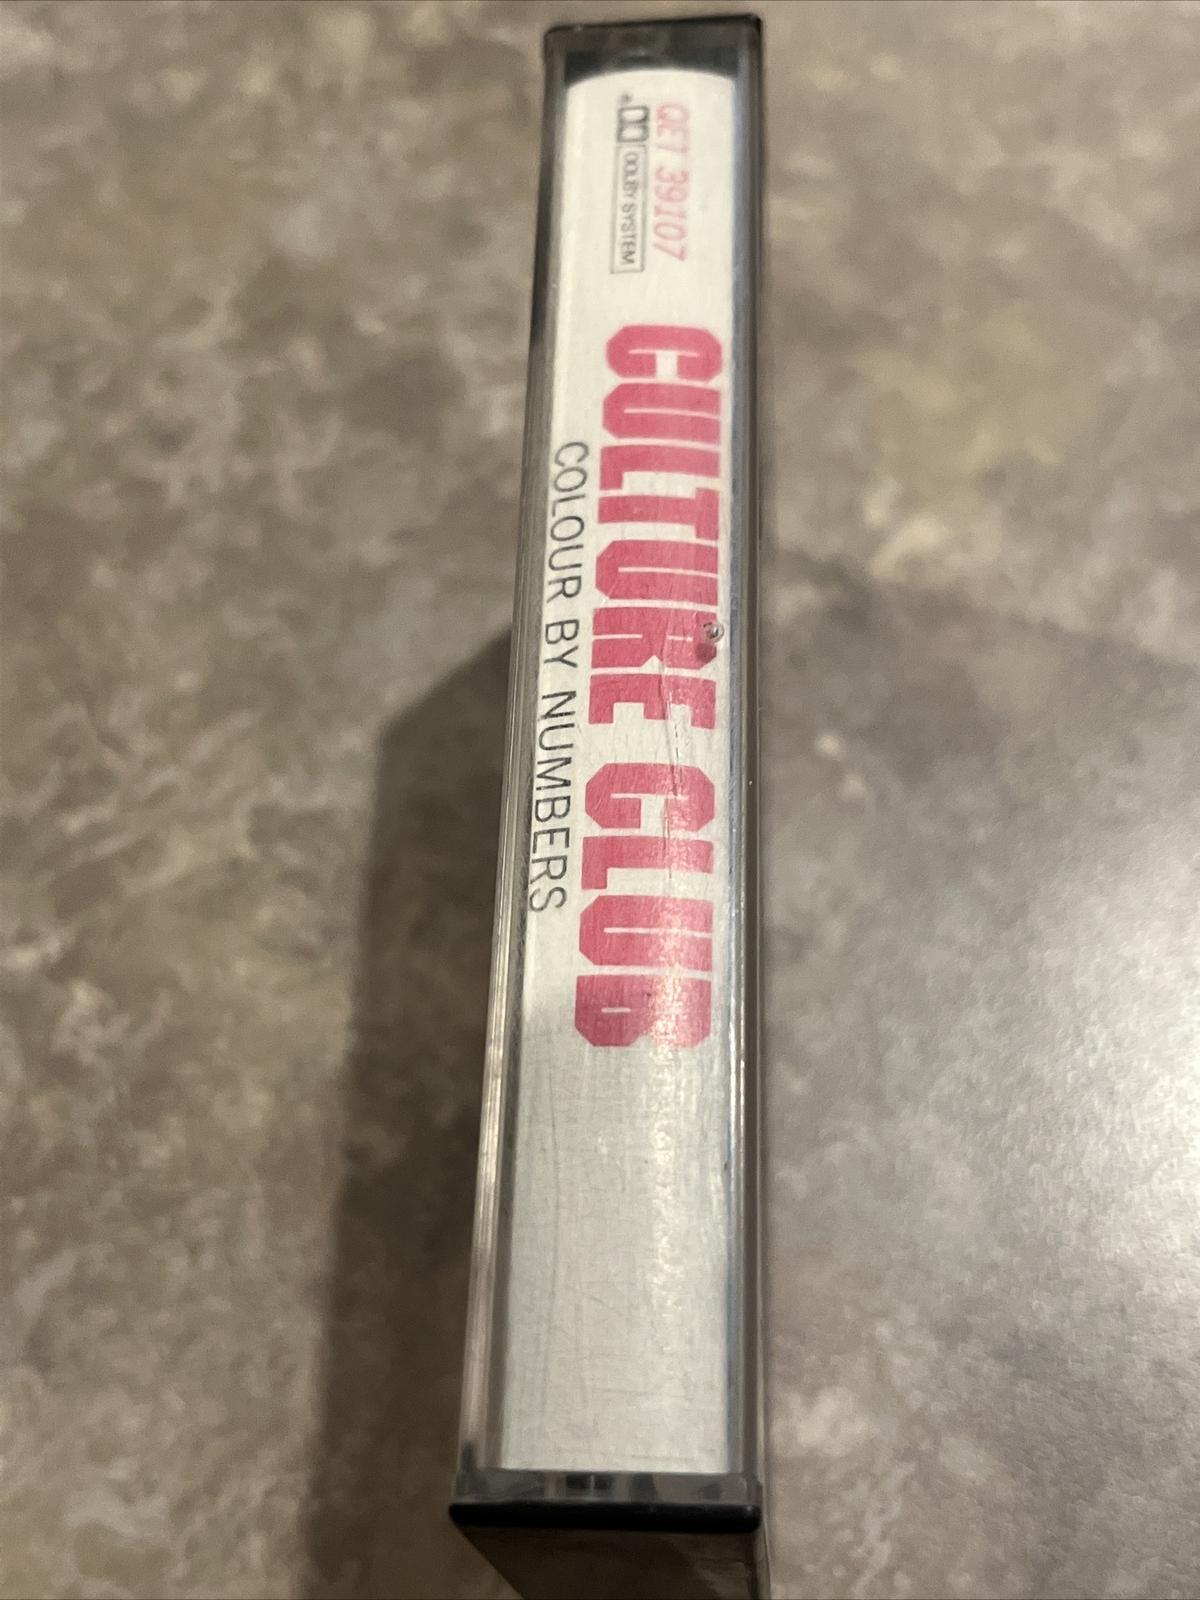 QET 39107
DOLBY SYSTEM
CULTURE CLUB
COLOUR BY NUMBERS